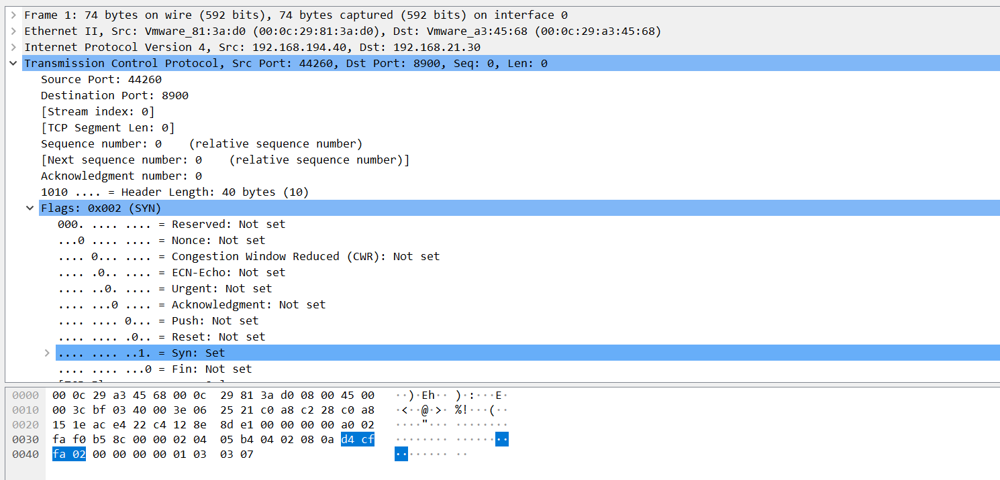 Frame 1: 74 bytes on wire (592 bits), 74 bytes captured (592 bits) on interface 0
Ethernet II, Src: Vmware_81:3a:d0 (00:0c:29:81:3a:d0), Dst: Vmware_a3:45:68 (00:0c:29:a3:45:68)
Internet Protocol Version 4, Src: 192.168.194.40, Dst: 192.168.21.30
Transmission Control Protocol, Src Port: 44260, Dst Port: 8900, Seq: 0, Len: 0
Source Port: 44260
Destination Port: 8900
[Stream index: 0]
[TCP Segment Len: 0]
Sequence number: 0    (relative sequence number)
[Next sequence number: 0    (relative sequence number)]
Acknowledgment number: 0
1010 .... = Header Length: 40 bytes (10)
Flags: 0x002 (SYN)
000. .... .... = Reserved: Not set
...0 .... .... = Nonce: Not set
.... 0... .... = Congestion Window Reduced (CWR): Not set
.... .0.. .... = ECN-Echo: Not set
.... ..0. .... = Urgent: Not set
.... ...0 .... = Acknowledgment: Not set
.... .... 0... = Push: Not set
.... .... .0.. = Reset: Not set
.... .... ..1. = Syn: Set
.... .... ...0 = Fin: Not set
0000 00 0c 29 a3 45 68 00 0c 29 81 3a d0 08 00 45 00 ··)·Eh·· )·:···E·
0010 00 3c bf 03 40 00 3e 06 25 21 c0 a8 c2 28 c0 a8 ·<··@·>· %!···(··
0020 15 1e ac e4 22 c4 12 8e 8d e1 00 00 00 00 a0 02 ····"··· ········
0030 fa f0 b5 8c 00 00 02 04 05 b4 04 02 08 0a d4 cf ········ ········
0040 fa 02 00 00 00 00 01 03 03 07 ········ ··